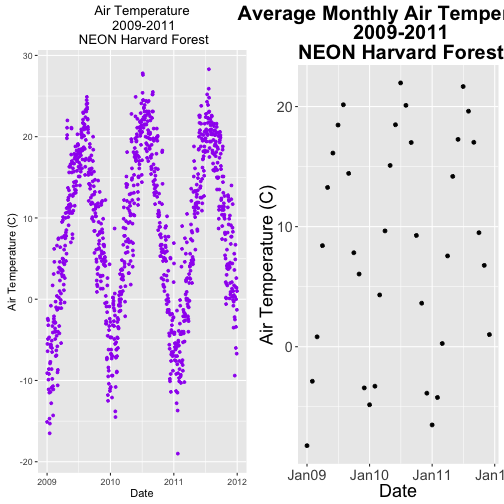 Air Temperature
2009-2011
NEON Harvard Forest
30
20
10
0
-10
-20
Air Temperature (C)
2009 2010 2011 2012
Date
Average Monthly Air Temper
2009-2011
NEON Harvard Forest
20
10
0
Air Temperature (C)
Jan09 Jan10 Jan11 Jan1
Date